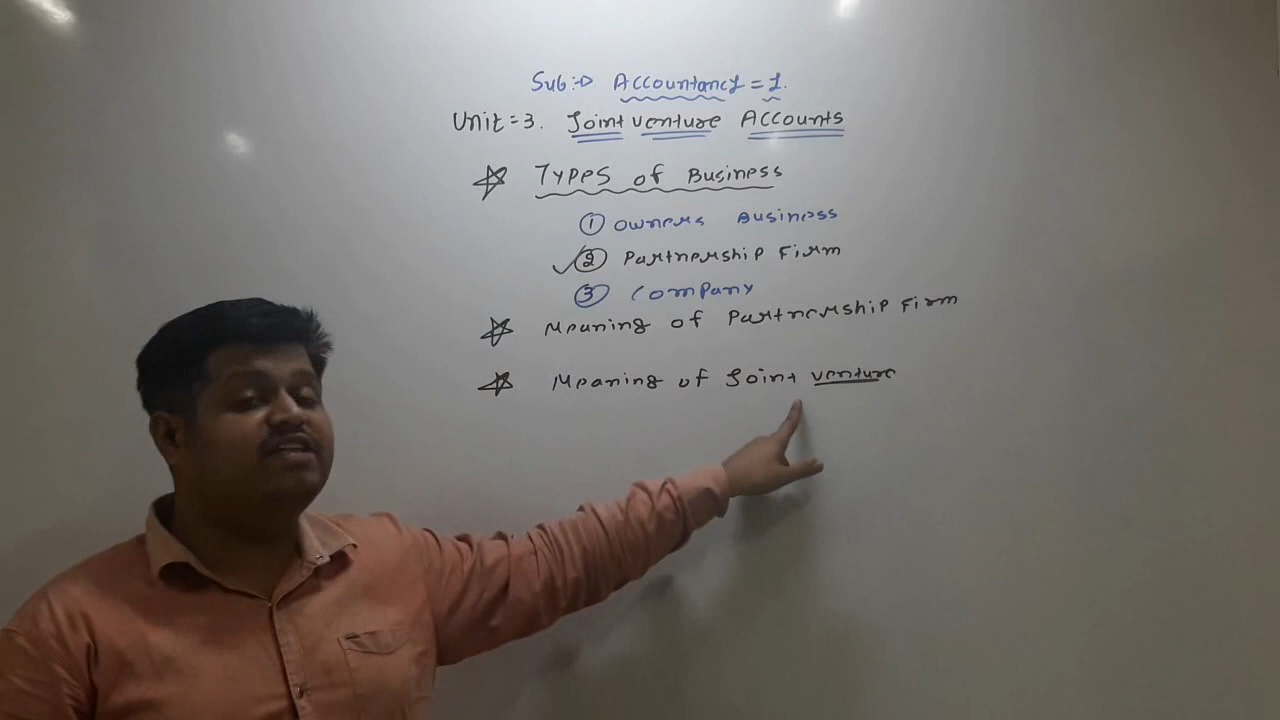 Sub:-> Accountancy = 1.
Unit = 3. Joint venture Accounts
☆ Types of Business
① Owners Business
✓② Partnership Firm
③ Company
☆ Meaning of Partnership Firm
☆ Meaning of Joint venture